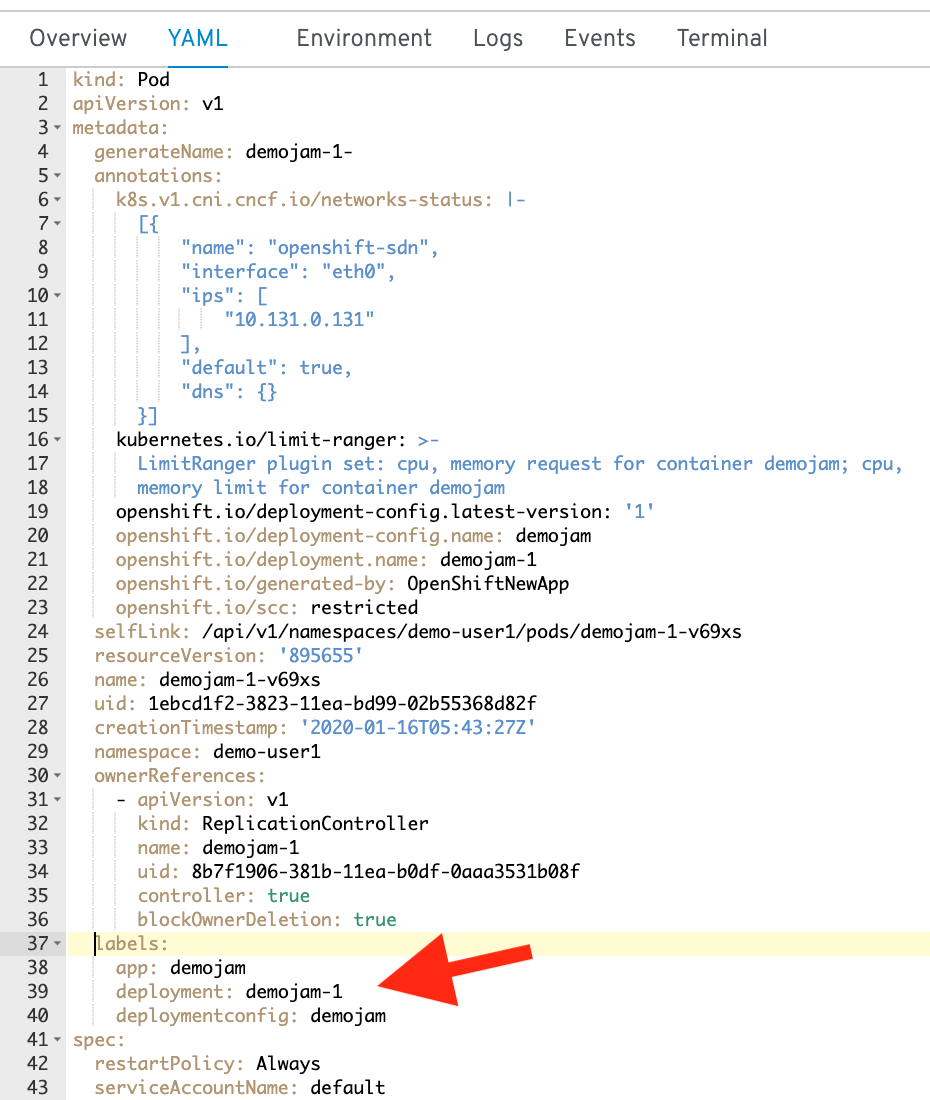 Overview YAML Environment Logs Events Terminal
1 kind: Pod
2 apiVersion: v1
3 metadata:
4 generateName: demojam-1-
5 annotations:
6 k8s.v1.cni.cncf.io/networks-status: |-
7 [{
8 "name": "openshift-sdn",
9 "interface": "eth0",
10 "ips": [
11 "10.131.0.131"
12 ],
13 "default": true,
14 "dns": {}
15 }]
16 kubernetes.io/limit-ranger: >-
17 LimitRanger plugin set: cpu, memory request for container demojam; cpu,
18 memory limit for container demojam
19 openshift.io/deployment-config.latest-version: '1'
20 openshift.io/deployment-config.name: demojam
21 openshift.io/deployment.name: demojam-1
22 openshift.io/generated-by: OpenShiftNewApp
23 openshift.io/scc: restricted
24 selfLink: /api/v1/namespaces/demo-user1/pods/demojam-1-v69xs
25 resourceVersion: '895655'
26 name: demojam-1-v69xs
27 uid: 1ebcd1f2-3823-11ea-bd99-02b55368d82f
28 creationTimestamp: '2020-01-16T05:43:27Z'
29 namespace: demo-user1
30 ownerReferences:
31 - apiVersion: v1
32 kind: ReplicationController
33 name: demojam-1
34 uid: 8b7f1906-381b-11ea-b0df-0aaa3531b08f
35 controller: true
36 blockOwnerDeletion: true
37 labels:
38 app: demojam
39 deployment: demojam-1
40 deploymentconfig: demojam
41 spec:
42 restartPolicy: Always
43 serviceAccountName: default